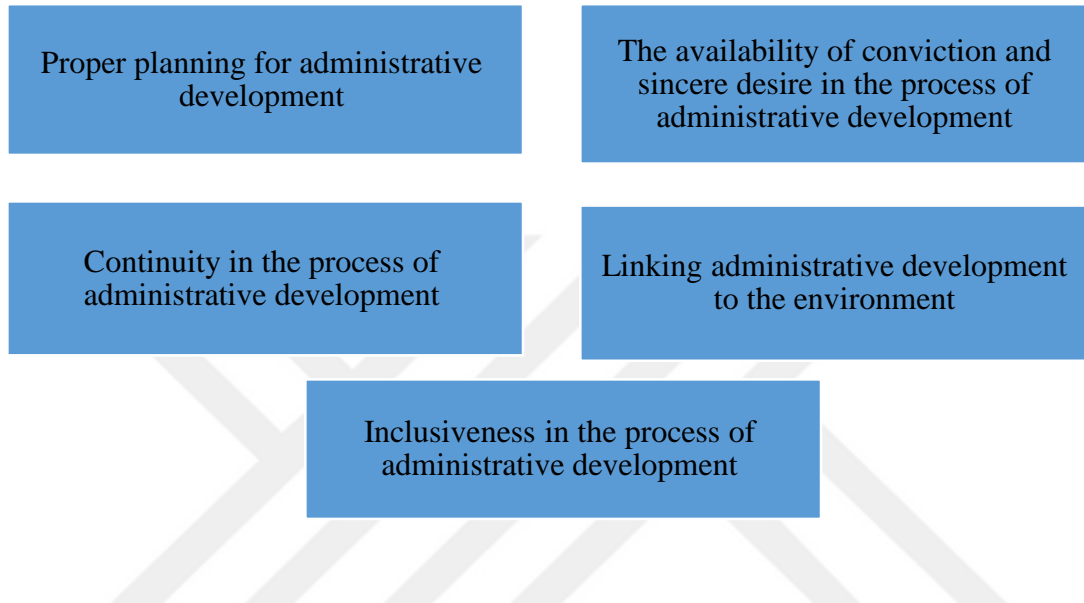 Proper planning for administrative
development
The availability of conviction and
sincere desire in the process of
administrative development
Continuity in the process of
administrative development
Linking administrative development
to the environment
Inclusiveness in the process of
administrative development